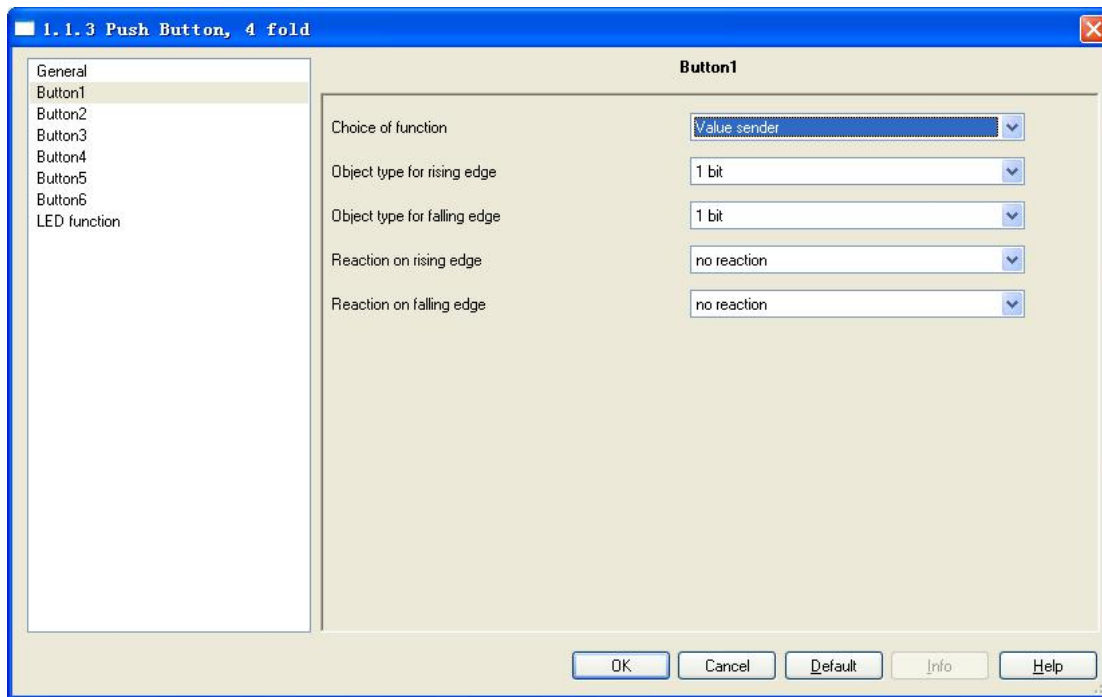 1.1.3 Push Button, 4 fold
General
Button1
Button2
Button3
Button4
Button5
Button6
LED function
Button1
Choice of function Value sender
Object type for rising edge 1 bit
Object type for falling edge 1 bit
Reaction on rising edge no reaction
Reaction on falling edge no reaction
OK Cancel Default Info Help